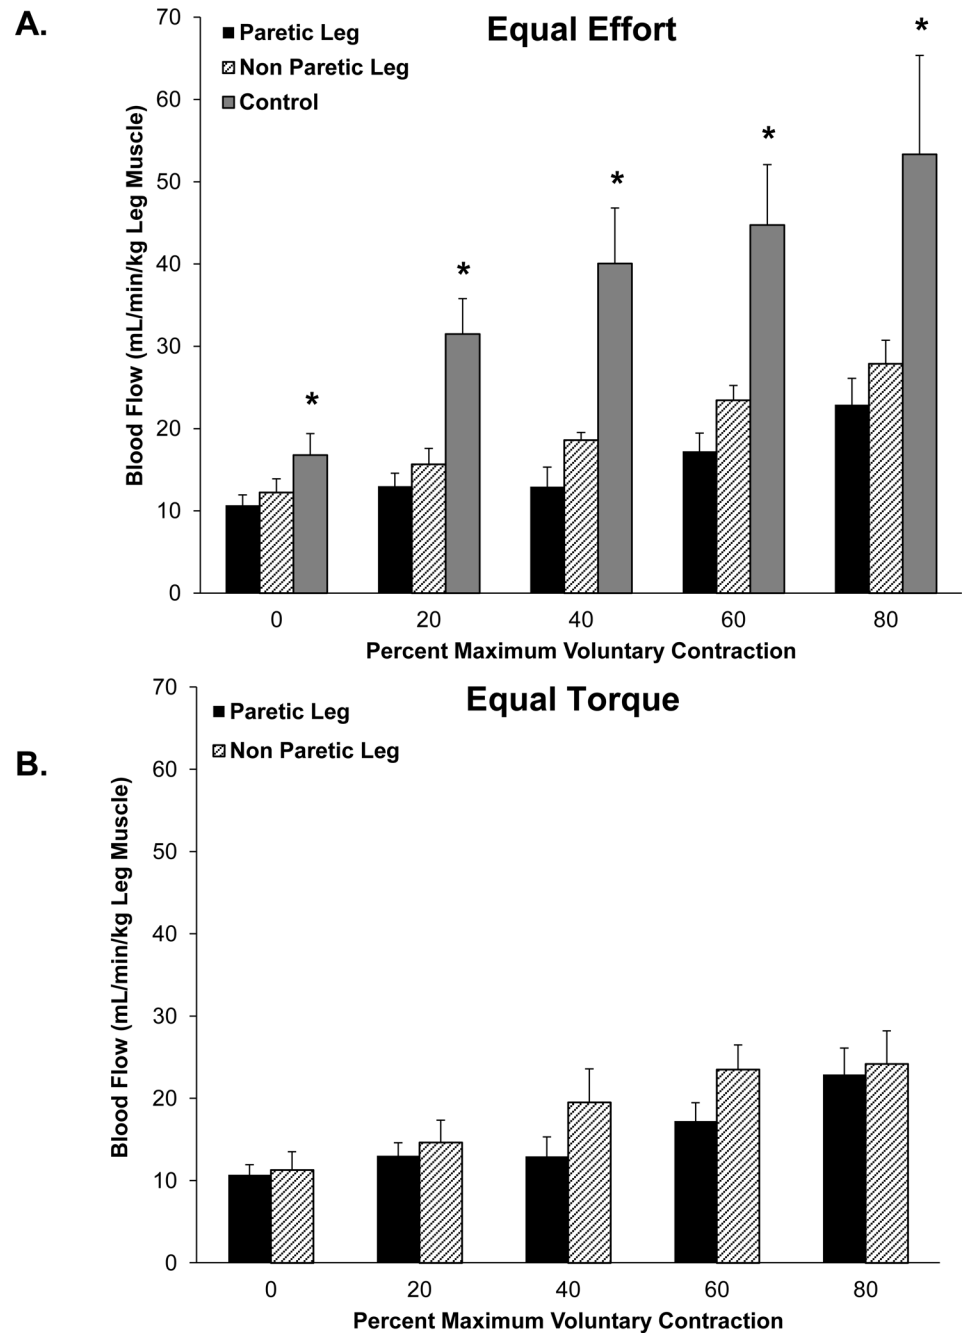 A.
Equal Effort
Paretic Leg
Non Paretic Leg
Control
Blood Flow (mL/min/kg Leg Muscle)
70
60
50
40
30
20
10
0
*
*
*
*
*
0 20 40 60 80
Percent Maximum Voluntary Contraction
B.
Equal Torque
Paretic Leg
Non Paretic Leg
Blood Flow (mL/min/kg Leg Muscle)
70
60
50
40
30
20
10
0
0 20 40 60 80
Percent Maximum Voluntary Contraction